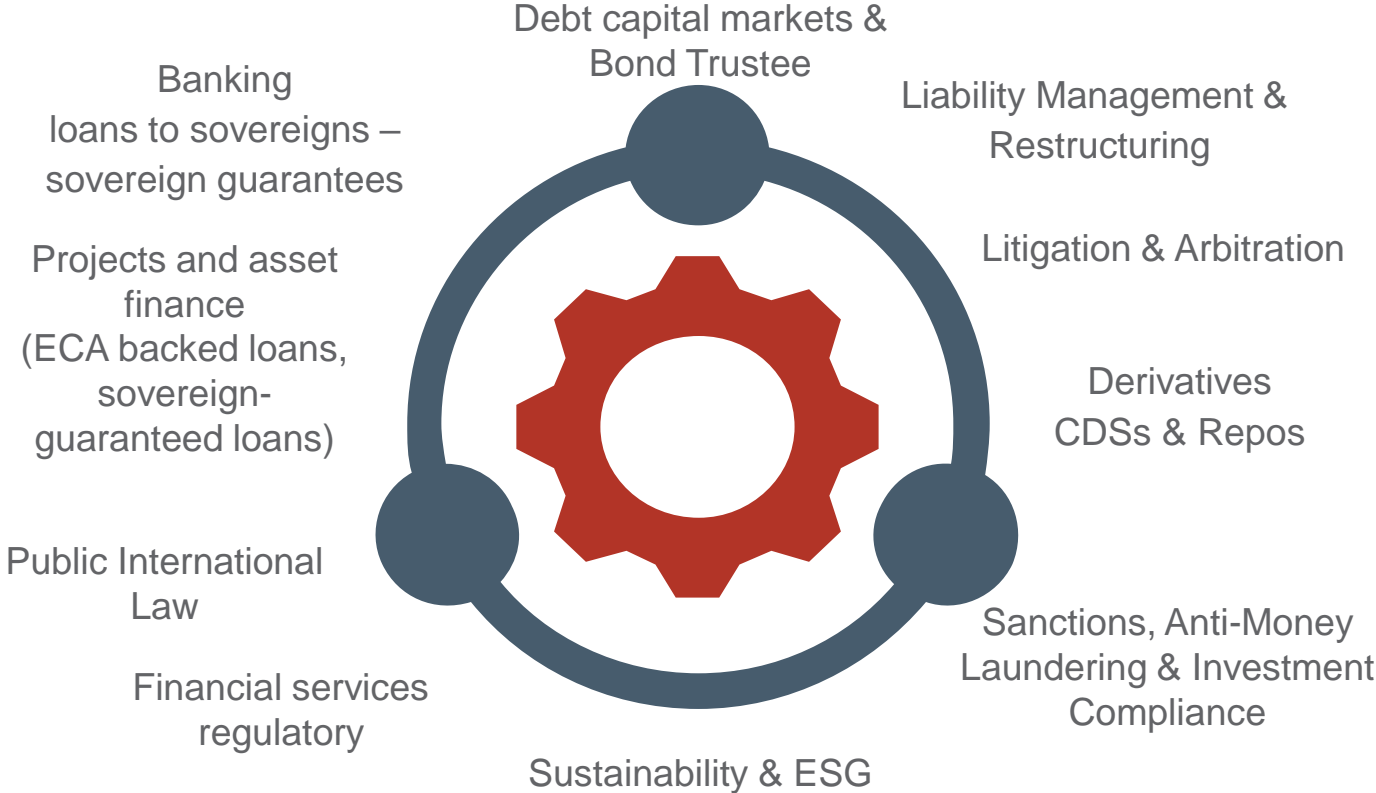 Debt capital markets &
Bond Trustee
Liability Management &
Restructuring
Litigation & Arbitration
Derivatives
CDSs & Repos
Sanctions, Anti-Money
Laundering & Investment
Compliance
Sustainability & ESG
Financial services
regulatory
Public International
Law
Projects and asset
finance
(ECA backed loans,
sovereign-
guaranteed loans)
Banking
loans to sovereigns –
sovereign guarantees